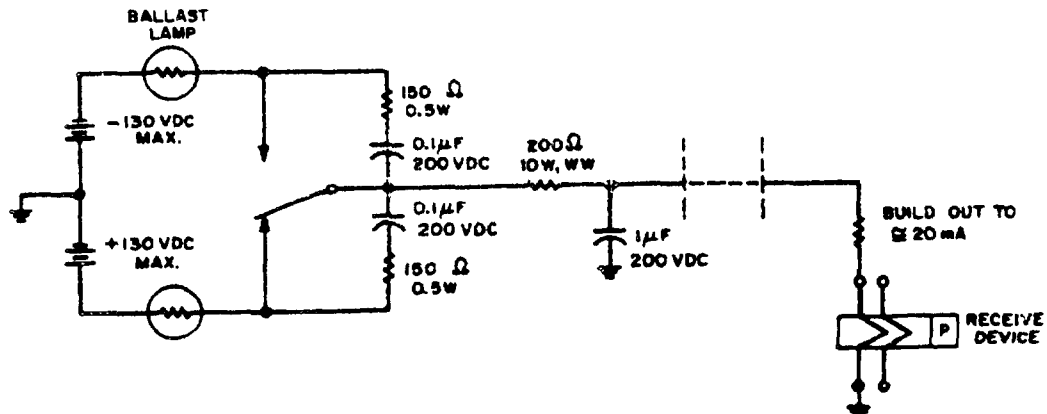 BALLAST
LAMP
-130 VDC
MAX.
150 Ω
0.5W
0.1μF
200 VDC
200Ω
10W, WW
0.1μF
200 VDC
+130 VDC
MAX.
150 Ω
0.5W
1μF
200 VDC
BUILD OUT TO
≅ 20 mA
P
RECEIVE
DEVICE